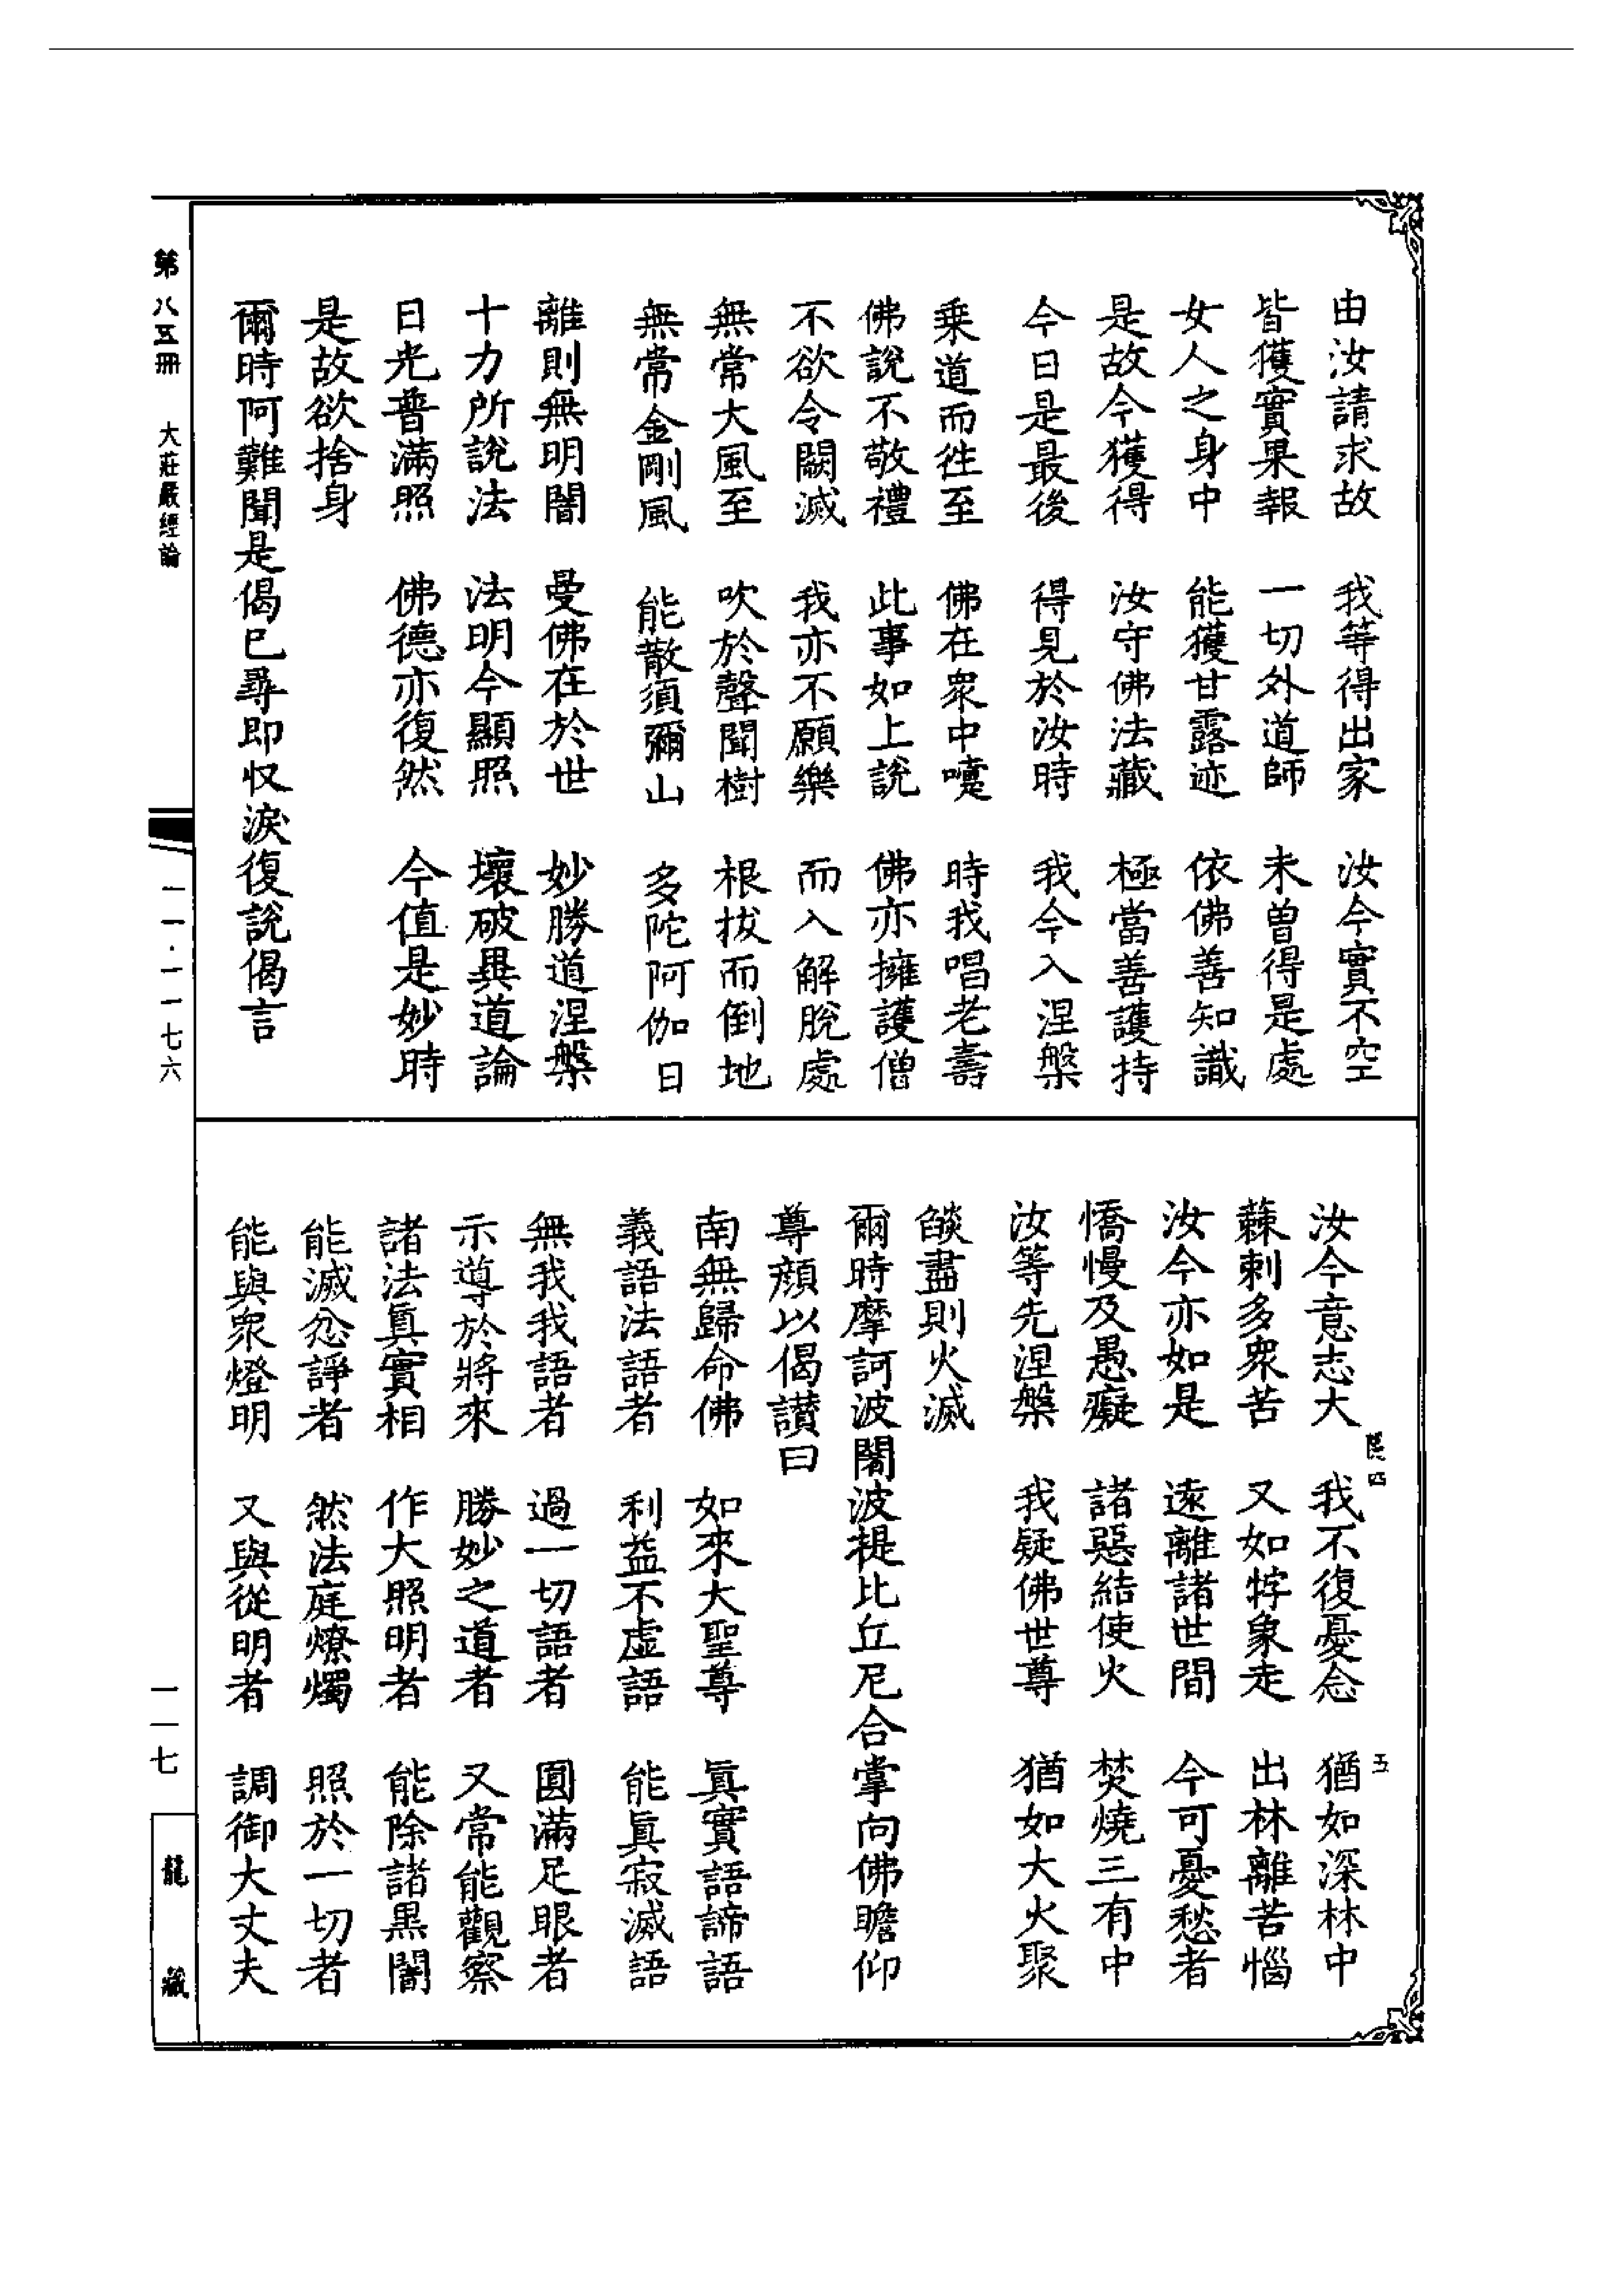 由汝請求故　我等得出家　汝今實不空
皆獲實果報　一切外道師　未曾得是處
女人之身中　能獲甘露迹　依佛善知識
是故今獲得　汝守佛法藏　極當善護持
今日是最後　得見於汝時　我今入涅槃
乗道而徃至　佛在衆中嚏　時我唱老壽
佛說不敬禮　此事如上說　佛亦擁護僧
不欲令闕滅　我亦不願樂　而入解脫處
無常大風至　吹於聲聞樹　根拔而倒地
無常金剛風　能散須彌山　多陀阿伽日
離則無明闇　曼佛在於世　妙勝道涅槃
十力所說法　法明今顯照　壞破異道論
日光普滿照　佛德亦復然　今值是妙時
是故欲捨身
爾時阿難聞是偈已尋即収淚復說偈言
汝今意志大　我不復憂念　猶如深林中
蕀刺多衆苦　又如牸象走　出林離苦惱
汝今亦如是　遠離諸世間　今可憂愁者
憍慢及愚癡　諸惡結使火　焚燒三有中
汝等先涅槃　我疑佛世尊　猶如大火聚
燄盡則火滅
爾時摩訶波闍波提比丘尼合掌向佛瞻仰
尊顏以偈讃曰
南無歸命佛　如來大聖尊　眞實語諦語
義語法語者　利益不虛語　能眞寂滅語
無我我語者　過一切語者　圓滿足眼者
示導於將來　勝妙之道者　又常能觀察
諸法眞實相　作大照明者　能除諸黒闇
能滅忿諍者　然法庭燎燭　照於一切者
能與衆燈明　又與從明者　調御大丈夫
四
五
第八五冊　大莊嚴經論
一一·一一七六
一一七
龍藏